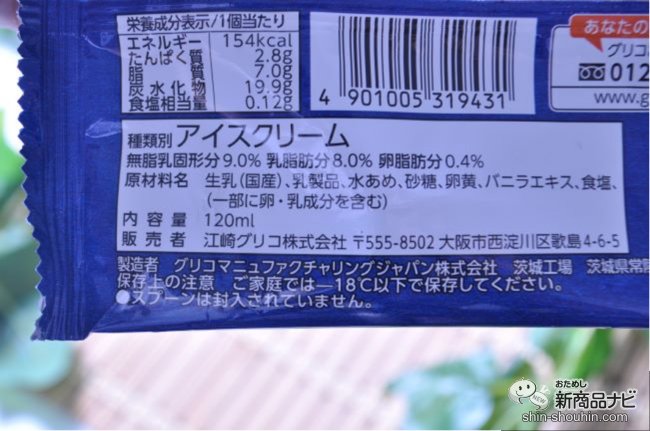 栄養成分表示/1個当たり
エネルギー 154kcal
たんぱく質 2.8g
脂質 7.0g
炭水化物 19.9g
食塩相当量 0.12g
4 901005 319431
あなたの
グリコ
012
www.g
種類別 アイスクリーム
無脂乳固形分9.0% 乳脂肪分8.0% 卵脂肪分0.4%
原材料名 生乳(国産)、乳製品、水あめ、砂糖、卵黄、バニラエキス、食塩、
(一部に卵・乳成分を含む)
内容量 120ml
販売者 江崎グリコ株式会社 〒555-8502 大阪市西淀川区歌島4-6-5
製造者 グリコマニュファクチャリングジャパン株式会社 茨城工場 茨城県常
保存上の注意 ご家庭では―18℃以下で保存してください。
●スプーンは封入されていません。
NEW
おためし
新商品ナビ
shin-shouhin.com